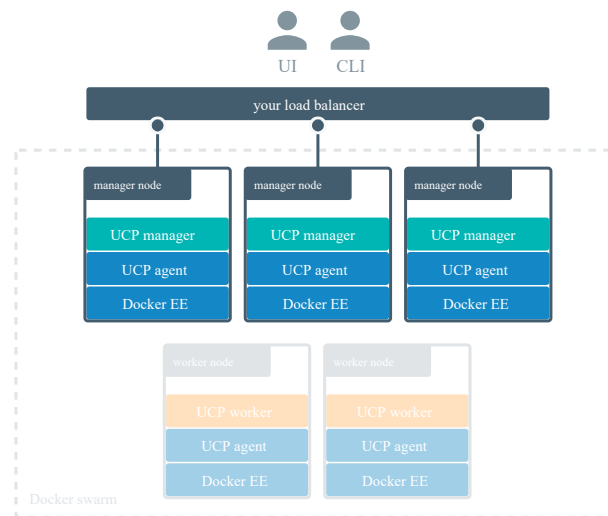 UI CLI
your load balancer
manager node manager node manager node
UCP manager UCP manager UCP manager
UCP agent UCP agent UCP agent
Docker EE Docker EE Docker EE
worker node worker node
UCP worker UCP worker
UCP agent UCP agent
Docker EE Docker EE
Docker swarm